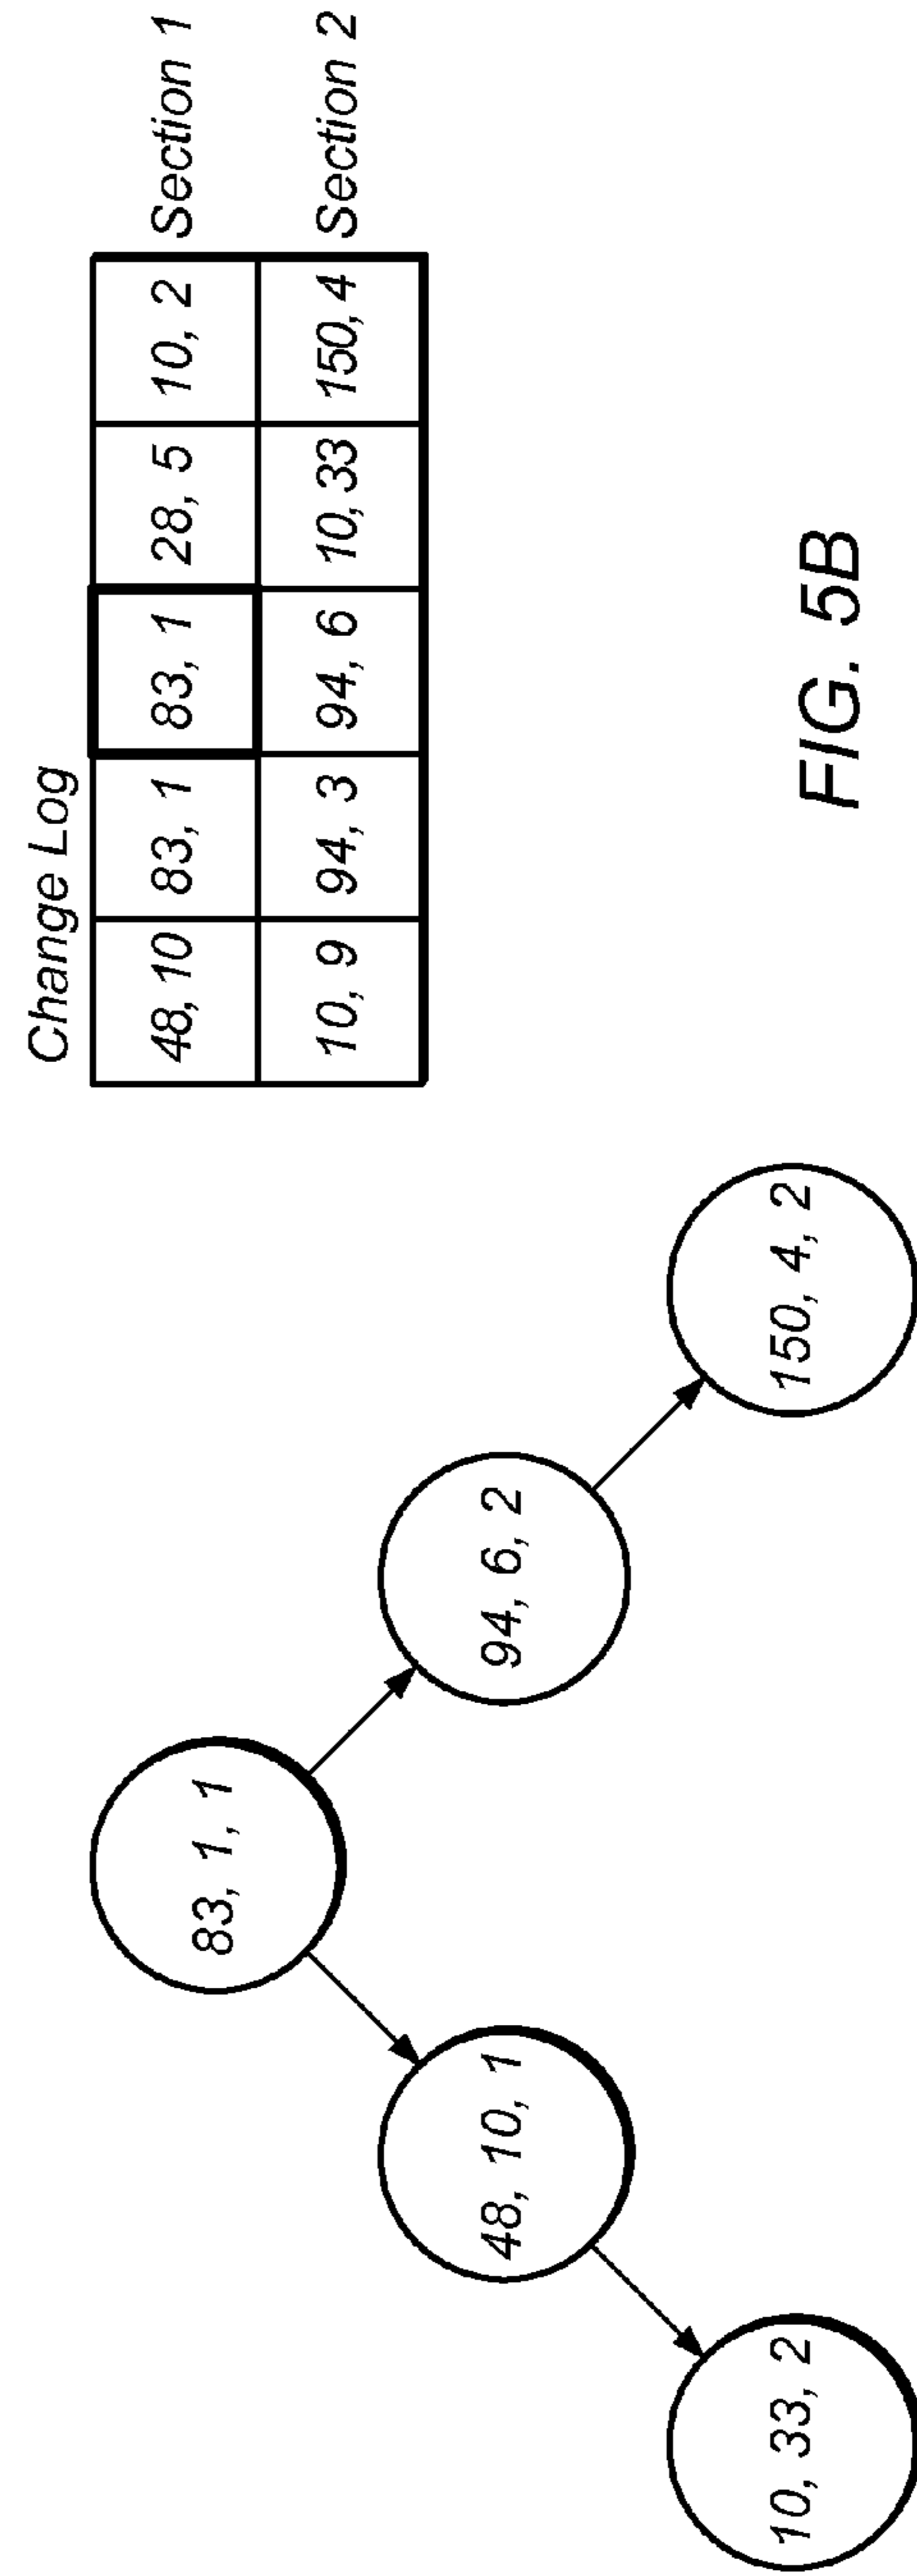 83, 1, 1
48, 10, 1
94, 6, 2
10, 33, 2
150, 4, 2
Change Log
48, 10 83, 1 83, 1 28, 5 10, 2 Section 1
10, 9 94, 3 94, 6 10, 33 150, 4 Section 2
FIG. 5B